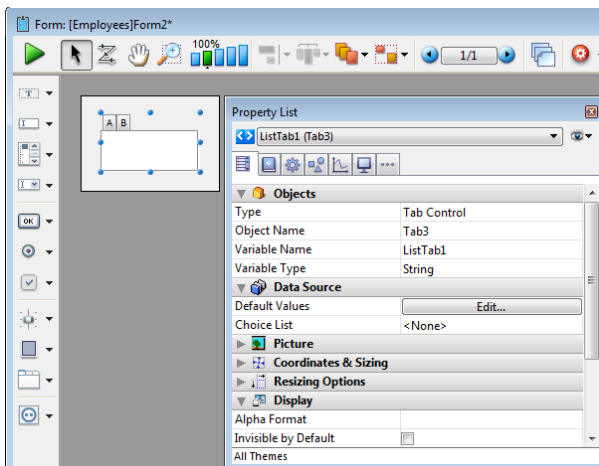 Form: [Employees]Form2*
100%
1/1
T
A B
OK
Property List
ListTab1 (Tab3)
Objects
Type Tab Control
Object Name Tab3
Variable Name ListTab1
Variable Type String
Data Source
Default Values Edit...
Choice List <None>
Picture
Coordinates & Sizing
Resizing Options
Display
Alpha Format
Invisible by Default
All Themes